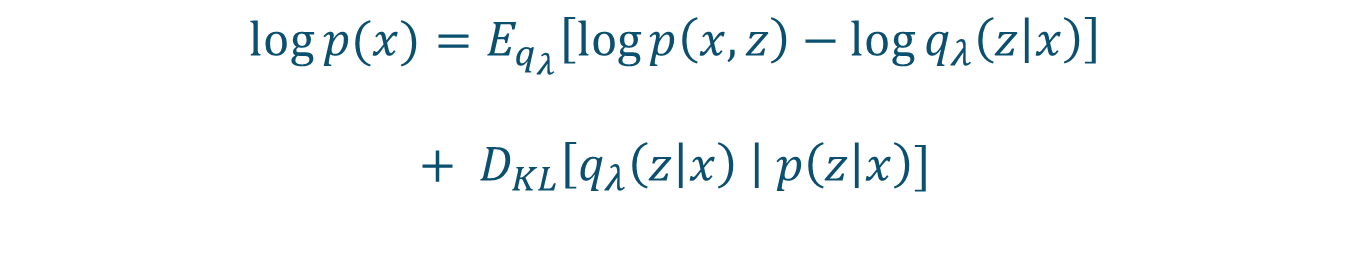 log p(x) = E_{q_λ}[log p(x, z) − log q_λ(z|x)]
+ D_{KL}[q_λ(z|x) | p(z|x)]